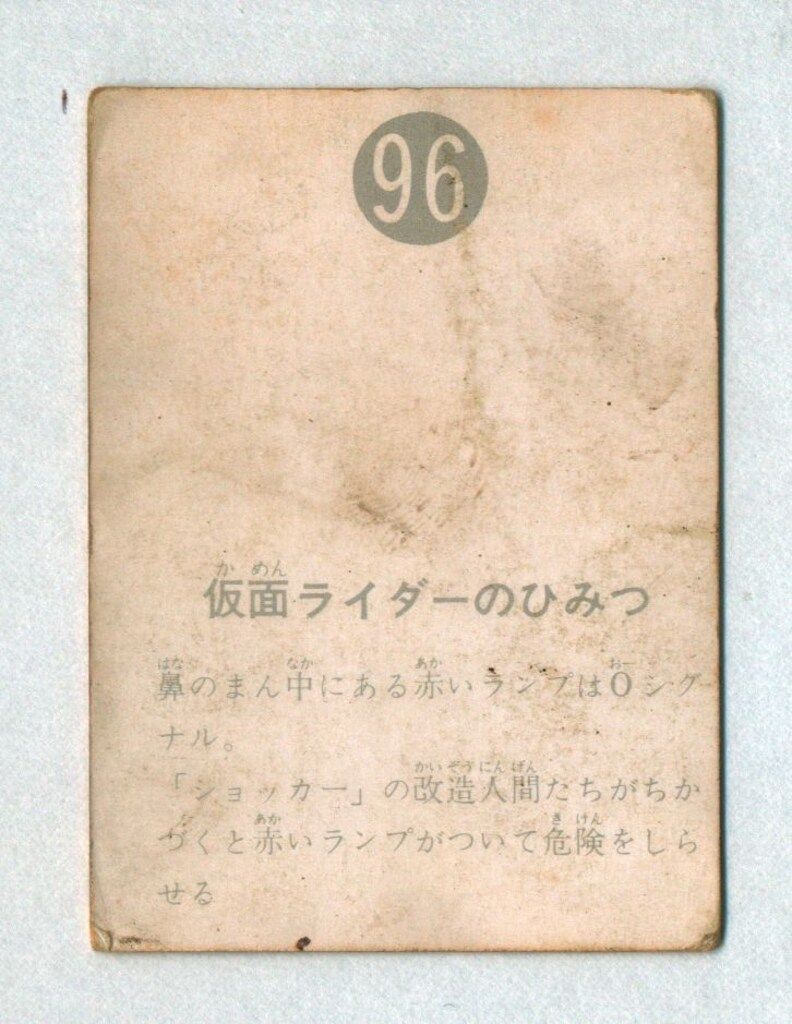 96
仮面ライダーのひみつ
鼻のまん中にある赤いランプはOシグ
ナル。
「ショッカー」の改造人間たちがちか
づくと赤いランプがついて危険をしら
せる